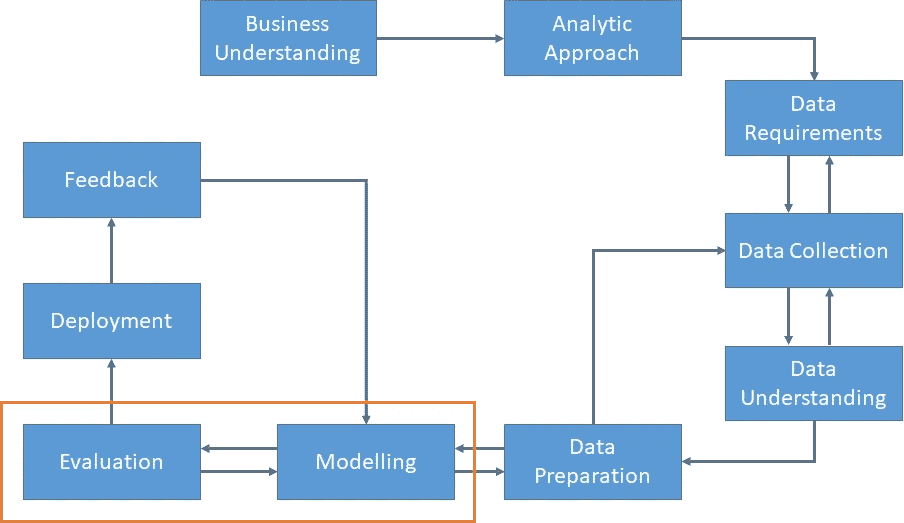 Business
Understanding
Analytic
Approach
Data
Requirements
Feedback
Data Collection
Deployment
Data
Understanding
Evaluation
Modelling
Data
Preparation